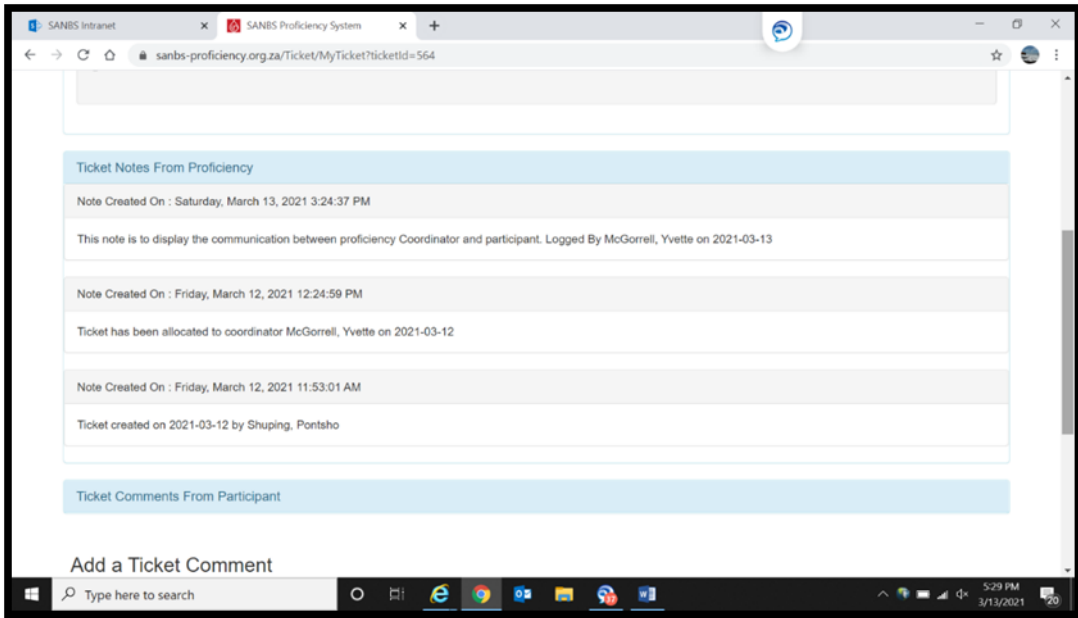 SANBS Intranet
SANBS Proficiency System
sanbs-proficiency.org.za/Ticket/MyTicket?ticketId=564
Ticket Notes From Proficiency
Note Created On : Saturday, March 13, 2021 3:24:37 PM
This note is to display the communication between proficiency Coordinator and participant. Logged By McGorrell, Yvette on 2021-03-13
Note Created On : Friday, March 12, 2021 12:24:59 PM
Ticket has been allocated to coordinator McGorrell, Yvette on 2021-03-12
Note Created On : Friday, March 12, 2021 11:53:01 AM
Ticket created on 2021-03-12 by Shuping, Pontsho
Ticket Comments From Participant
Add a Ticket Comment
Type here to search
5:29 PM
3/13/2021
20